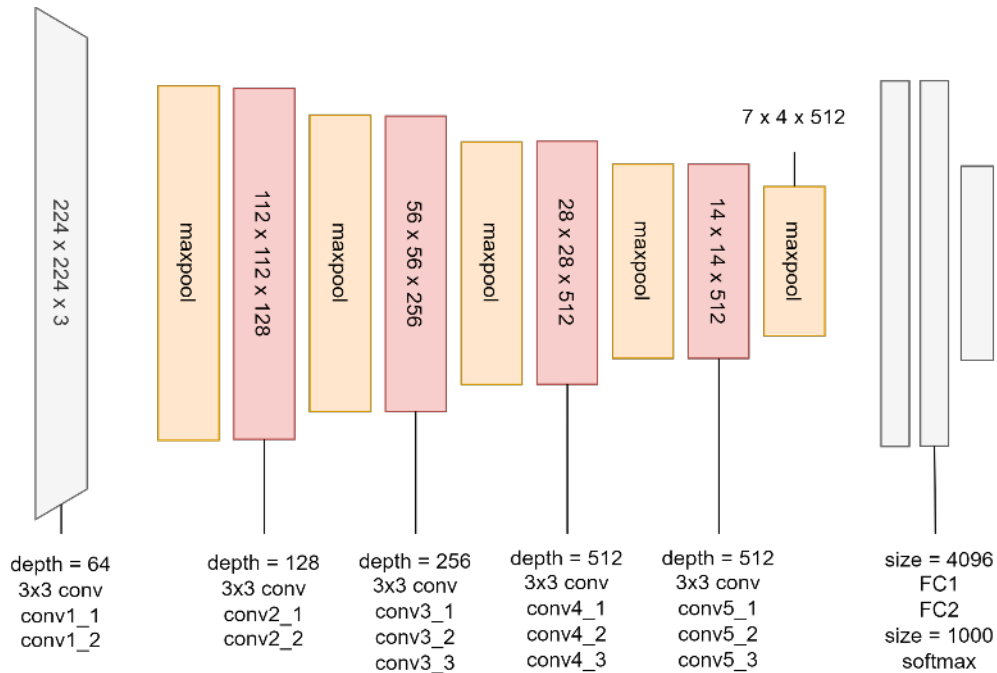 224 x 224 x 3
maxpool
112 x 112 x 128
maxpool
56 x 56 x 256
maxpool
28 x 28 x 512
maxpool
14 x 14 x 512
7 x 4 x 512
maxpool
depth = 64
3x3 conv
conv1_1
conv1_2
depth = 128
3x3 conv
conv2_1
conv2_2
depth = 256
3x3 conv
conv3_1
conv3_2
conv3_3
depth = 512
3x3 conv
conv4_1
conv4_2
conv4_3
depth = 512
3x3 conv
conv5_1
conv5_2
conv5_3
size = 4096
FC1
FC2
size = 1000
softmax